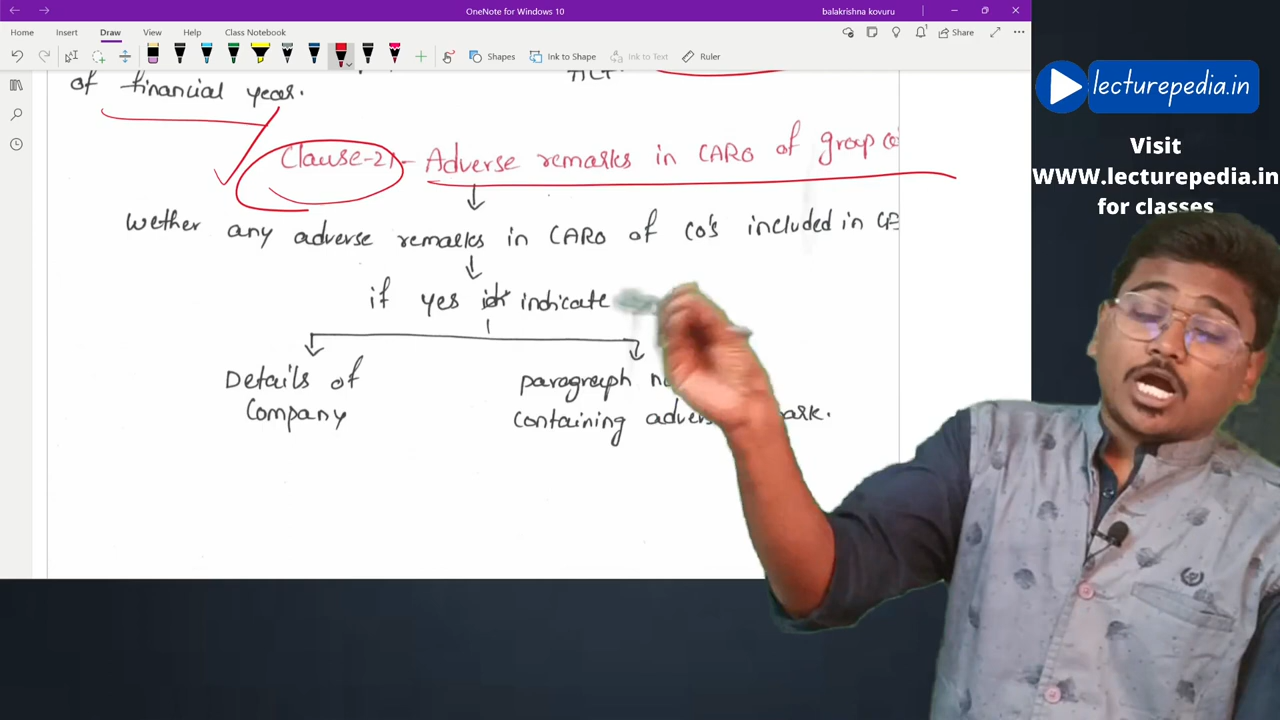 OneNote for Windows 10
balakrishna kovuru
Home Insert Draw View Help Class Notebook
Share
Shapes Ink to Shape Ink to Text Ruler
of financial year.
Clause-21- Adverse remarks in CARO of group co'
Wether any adverse remarks in CARO of co's included in CF
if yes indicate
Details of
Company
paragraph
containing
lecturepedia.in
Visit
WWW.lecturepedia.in
for classes